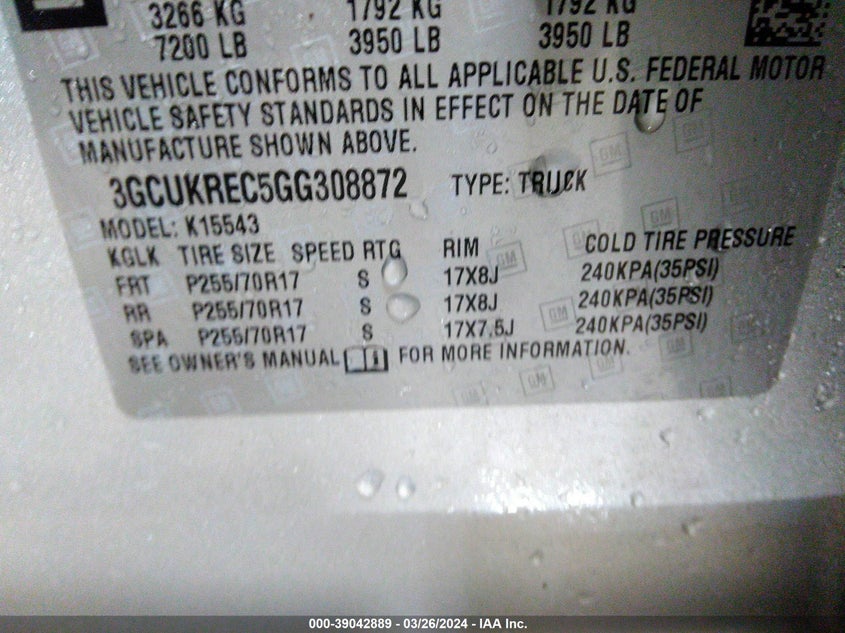 3266 KG 1792 KG 1792 KG
7200 LB 3950 LB 3950 LB
THIS VEHICLE CONFORMS TO ALL APPLICABLE U.S. FEDERAL MOTOR
VEHICLE SAFETY STANDARDS IN EFFECT ON THE DATE OF
MANUFACTURE SHOWN ABOVE.
3GCUKREC5GG308872 TYPE: TRUCK
MODEL: K15543
KGLK TIRE SIZE SPEED RTG RIM COLD TIRE PRESSURE
FRT P255/70R17 S 17X8J 240KPA(35PSI)
RR P255/70R17 S 17X8J 240KPA(35PSI)
SPA P255/70R17 S 17X7.5J 240KPA(35PSI)
SEE OWNER'S MANUAL FOR MORE INFORMATION.
000-39042889 - 03/26/2024 - IAA Inc.